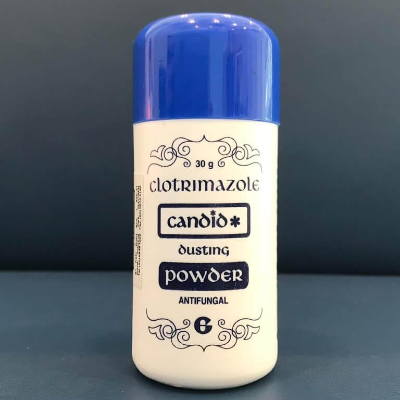 30 g
CLOTRIMAZOLE
CANDID*
DUSTING
POWDER
ANTIFUNGAL
G